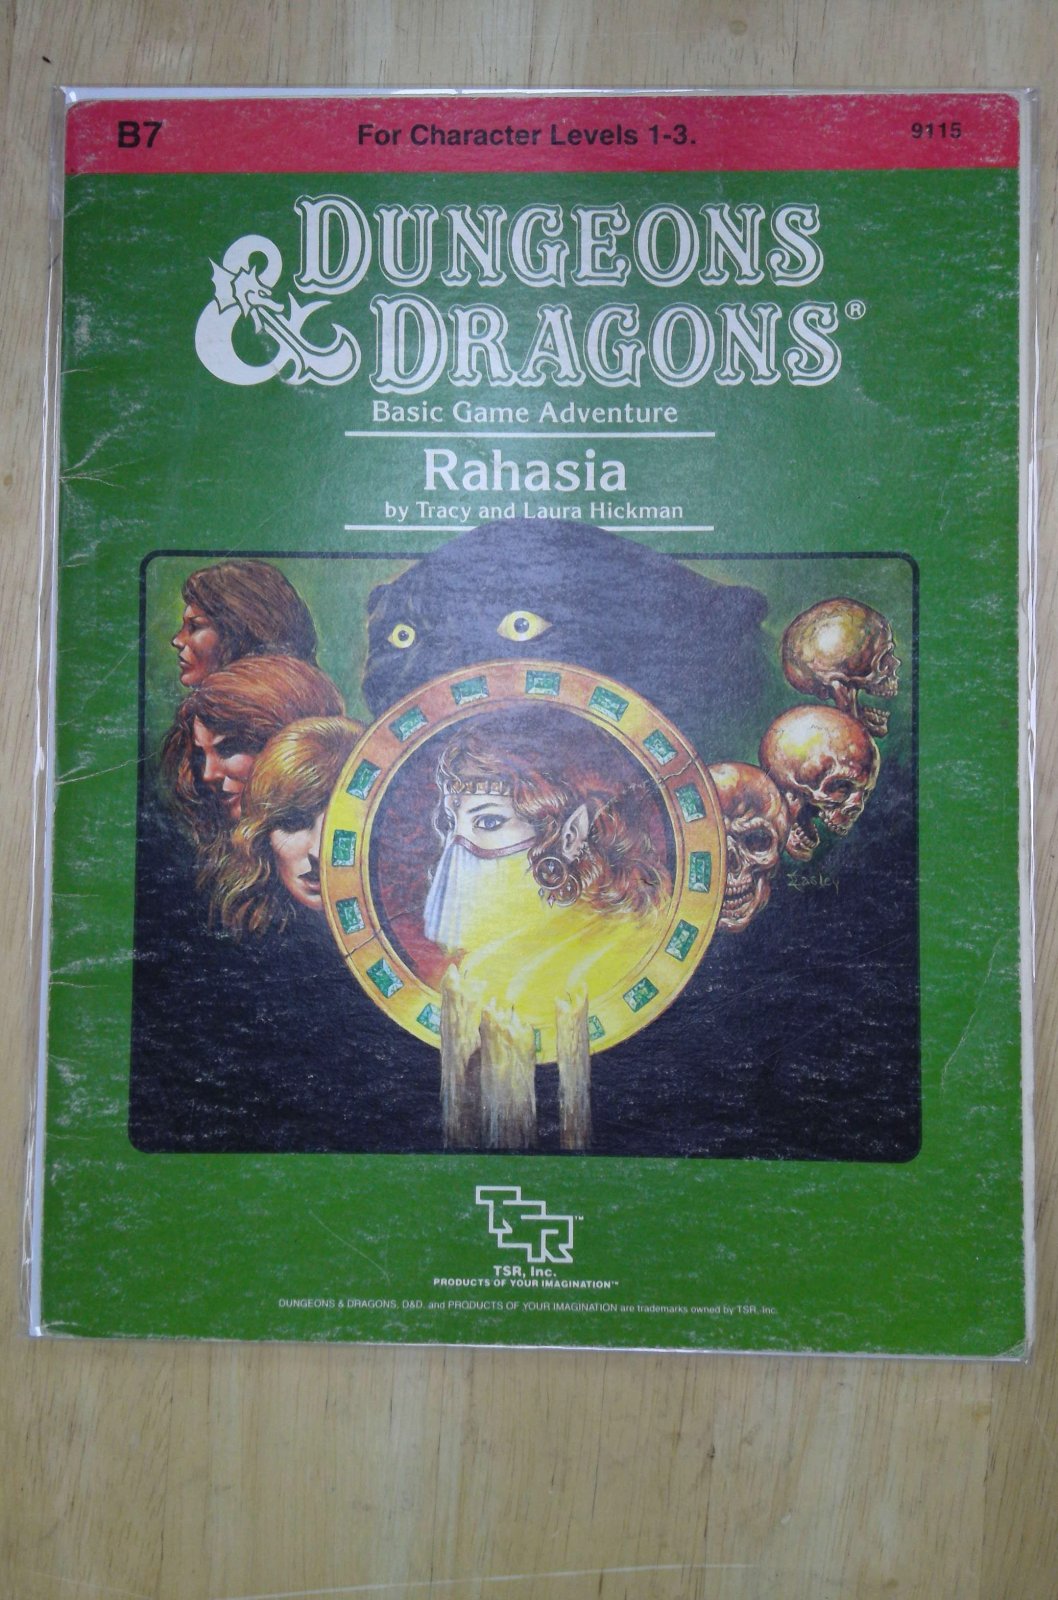 B7 For Character Levels 1-3. 9115
DUNGEONS
& DRAGONS®
Basic Game Adventure
Rahasia
by Tracy and Laura Hickman
Easley
TSR™
TSR, Inc.
PRODUCTS OF YOUR IMAGINATION™
DUNGEONS & DRAGONS, D&D, and PRODUCTS OF YOUR IMAGINATION are trademarks owned by TSR, Inc.